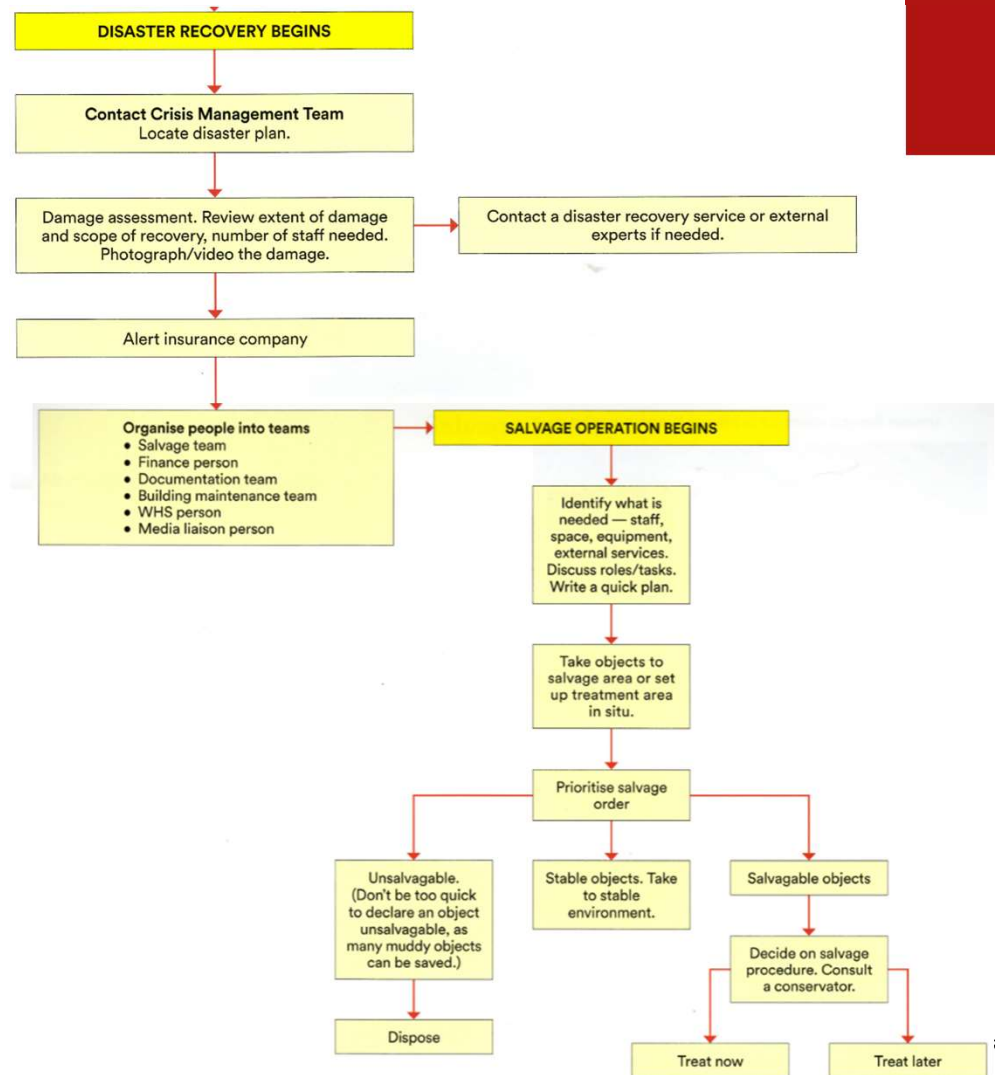 DISASTER RECOVERY BEGINS
Contact Crisis Management Team
Locate disaster plan.
Damage assessment. Review extent of damage
and scope of recovery, number of staff needed.
Photograph/video the damage.
Contact a disaster recovery service or external
experts if needed.
Alert insurance company
Organise people into teams
• Salvage team
• Finance person
• Documentation team
• Building maintenance team
• WHS person
• Media liaison person
SALVAGE OPERATION BEGINS
Identify what is
needed — staff,
space, equipment,
external services.
Discuss roles/tasks.
Write a quick plan.
Take objects to
salvage area or set
up treatment area
in situ.
Prioritise salvage
order
Unsalvagable.
(Don't be too quick
to declare an object
unsalvagable, as
many muddy objects
can be saved.)
Dispose
Stable objects. Take
to stable
environment.
Salvagable objects
Decide on salvage
procedure. Consult
a conservator.
Treat now
Treat later